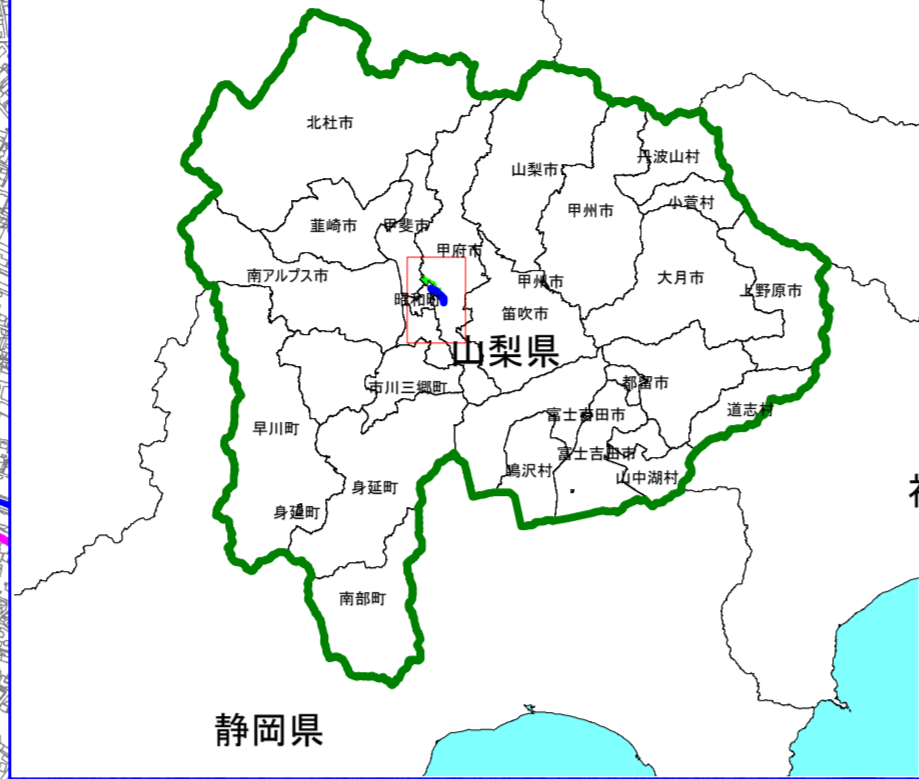 北杜市
丹波山村
山梨市
小菅村
甲州市
韮崎市
甲斐市
甲府市
南アルプス市
大月市
甲州市
上野原市
昭和町
笛吹市
山梨県
都留市
市川三郷町
道志村
富士吉田市
早川町
富士吉田市
鳴沢村
山中湖村
身延町
身延町
南部町
静岡県